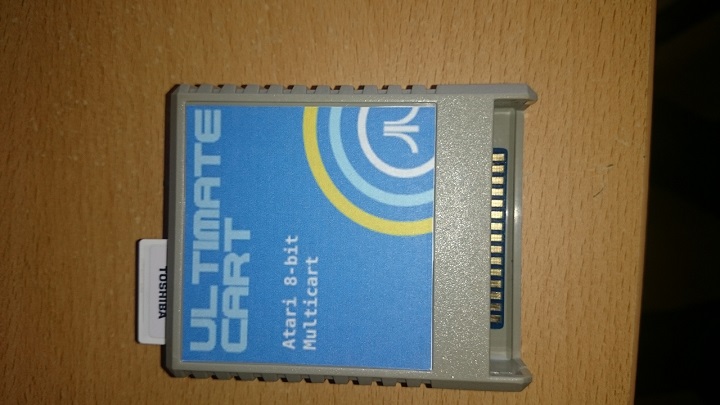 ULTIMATE
CART
Atari 8-bit
Multicart
TOSHIBA